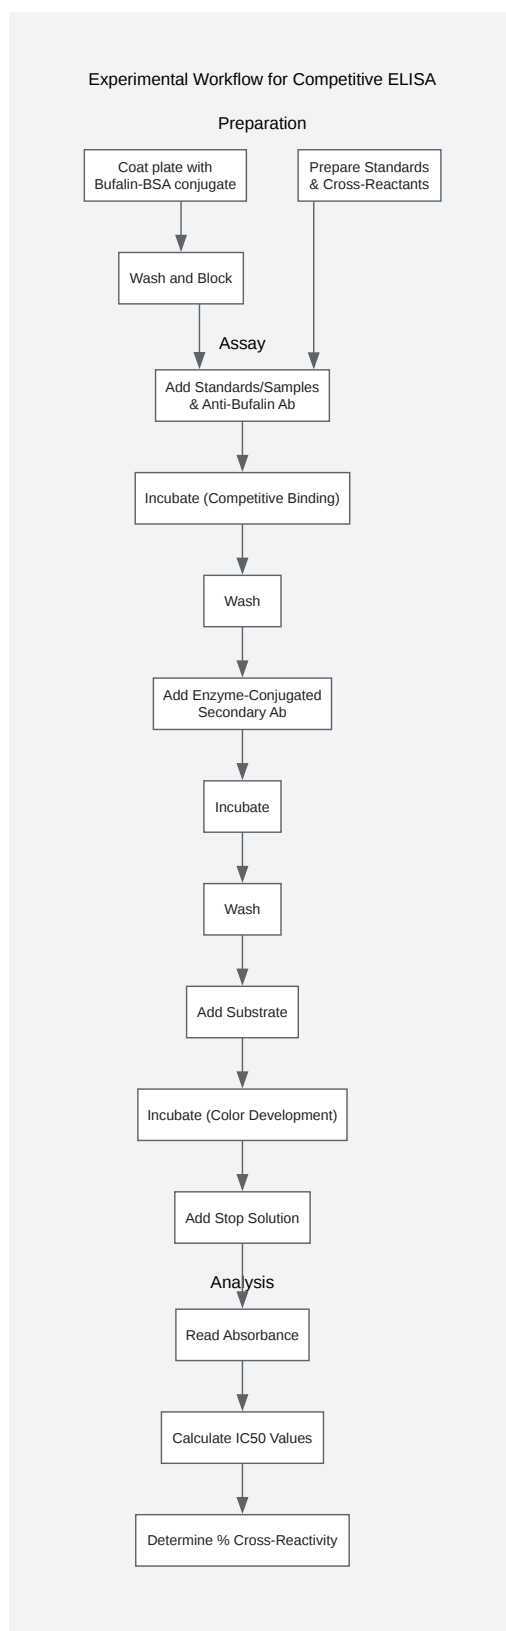 Experimental Workflow for Competitive ELISA
Preparation
Coat plate with
Bufalin-BSA conjugate
Prepare Standards
& Cross-Reactants
Wash and Block
Assay
Add Standards/Samples
& Anti-Bufalin Ab
Incubate (Competitive Binding)
Wash
Add Enzyme-Conjugated
Secondary Ab
Incubate
Wash
Add Substrate
Incubate (Color Development)
Add Stop Solution
Analysis
Read Absorbance
Calculate IC50 Values
Determine % Cross-Reactivity